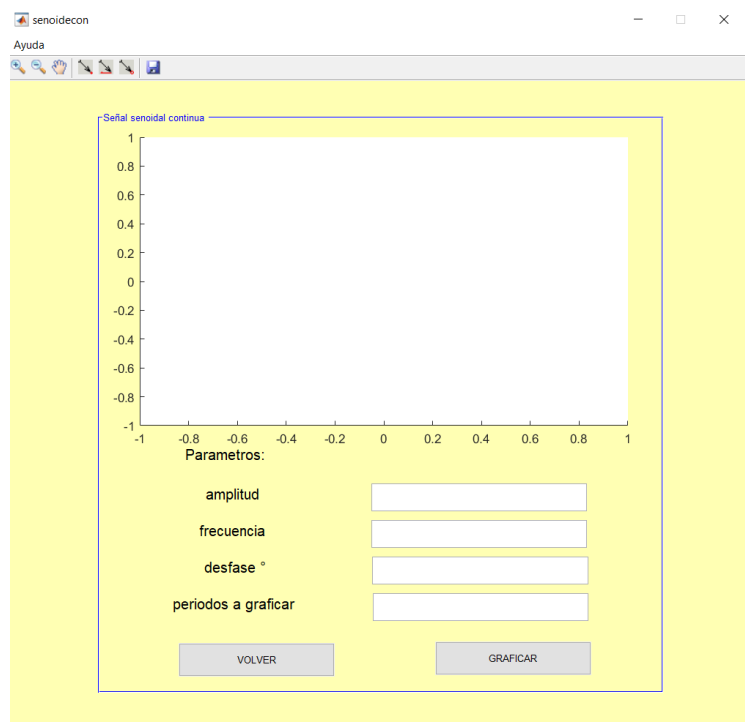 senoidecon
Ayuda
Señal senoidal continua
1
0.8
0.6
0.4
0.2
0
-0.2
-0.4
-0.6
-0.8
-1
-1 -0.8 -0.6 -0.4 -0.2 0 0.2 0.4 0.6 0.8 1
Parametros:
amplitud
frecuencia
desfase °
periodos a graficar
VOLVER GRAFICAR